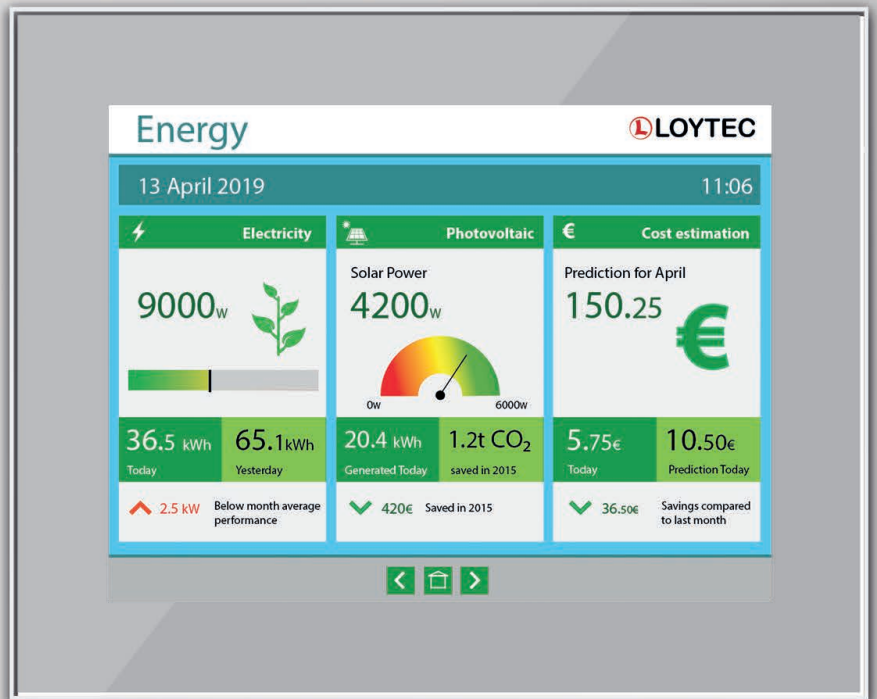 Energy
LOYTEC
13 April 2019
11:06
Electricity
9000w
36.5 kWh
Today
65.1kWh
Yesterday
2.5 kW
Below month average
performance
Photovoltaic
Solar Power
4200w
0w
6000w
20.4 kWh
Generated Today
1.2t CO₂
saved in 2015
420€
Saved in 2015
€
Cost estimation
Prediction for April
150.25
€
5.75€
Today
10.50€
Prediction Today
36.50€
Savings compared
to last month